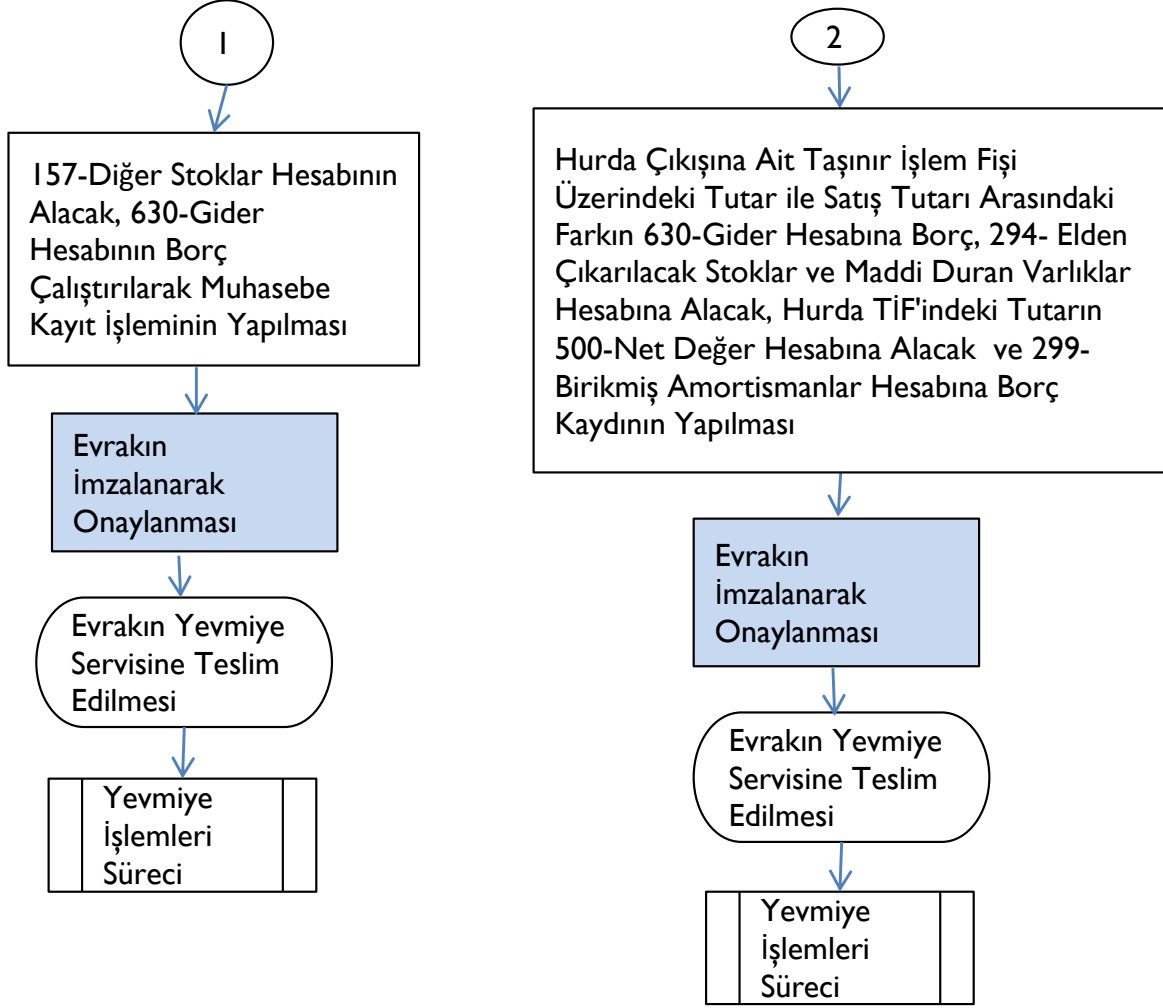 1
157-Diğer Stoklar Hesabının
Alacak, 630-Gider
Hesabının Borç
Çalıştırılarak Muhasebe
Kayıt İşleminin Yapılması
Evrakın
İmzalanarak
Onaylanması
Evrakın Yevmiye
Servisine Teslim
Edilmesi
Yevmiye
İşlemleri
Süreci
2
Hurda Çıkışına Ait Taşınır İşlem Fişi
Üzerindeki Tutar ile Satış Tutarı Arasındaki
Farkın 630-Gider Hesabına Borç, 294- Elden
Çıkarılacak Stoklar ve Maddi Duran Varlıklar
Hesabına Alacak, Hurda TİF'indeki Tutarın
500-Net Değer Hesabına Alacak  ve 299-
Birikmiş Amortismanlar Hesabına Borç
Kaydının Yapılması
Evrakın
İmzalanarak
Onaylanması
Evrakın Yevmiye
Servisine Teslim
Edilmesi
Yevmiye
İşlemleri
Süreci